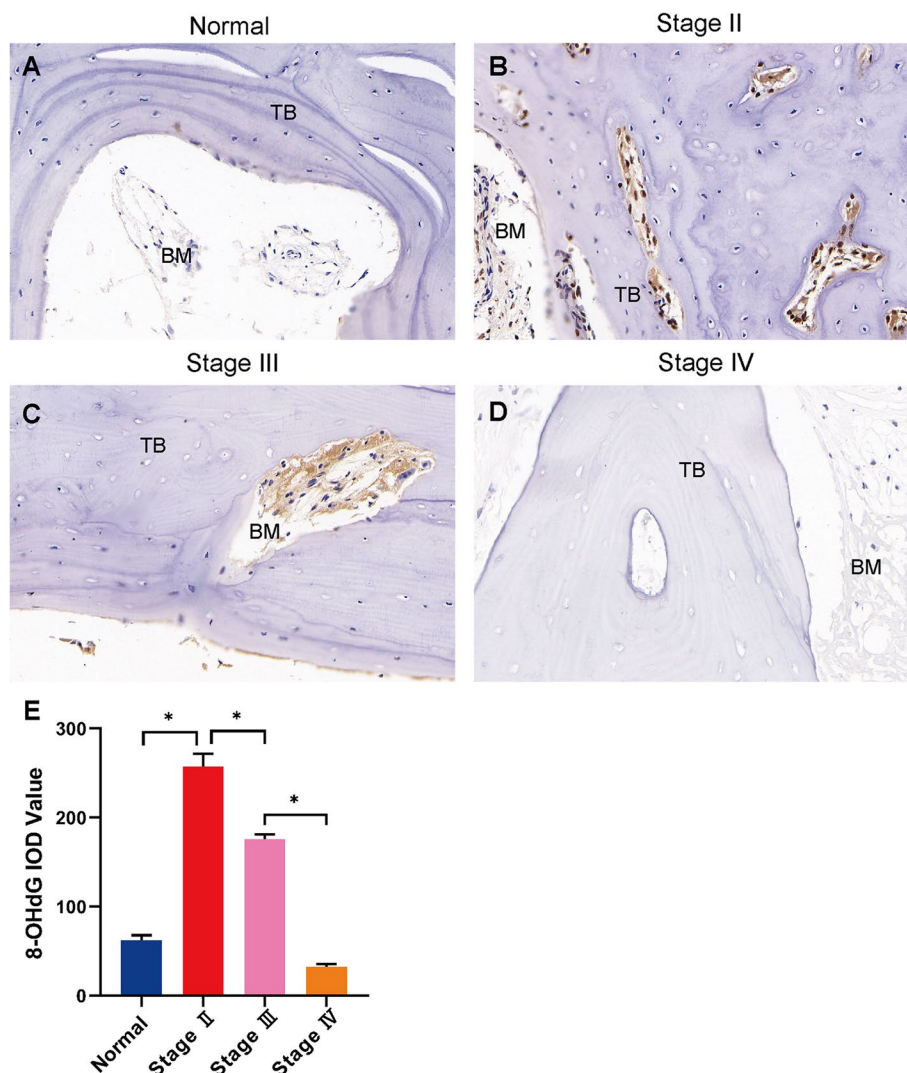 Normal
Stage II
A
TB
BM
B
BM
TB
Stage III
Stage IV
C
TB
BM
D
TB
BM
E
300
200
100
0
8-OHdG IOD Value
*
*
*
Normal
Stage Ⅱ
Stage Ⅲ
Stage Ⅳ